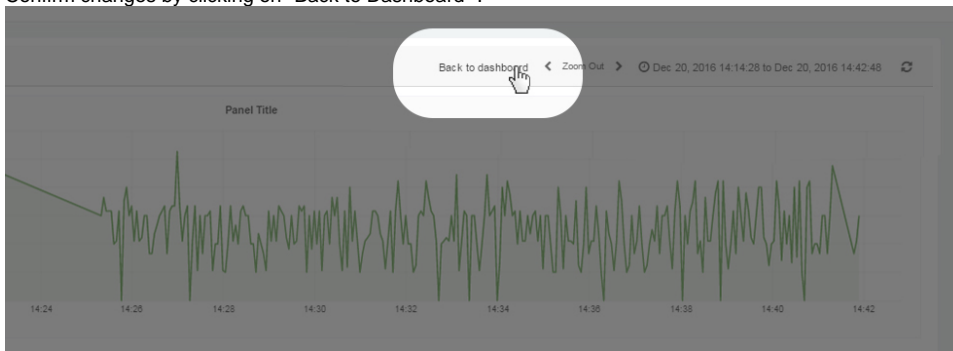 Confirm changes by clicking on "Back to Dashboard".
Back to dashboard Zoom Out Dec 20, 2016 14:14:28 to Dec 20, 2016 14:42:48
Panel Title
14:24 14:26 14:28 14:30 14:32 14:34 14:36 14:38 14:40 14:42